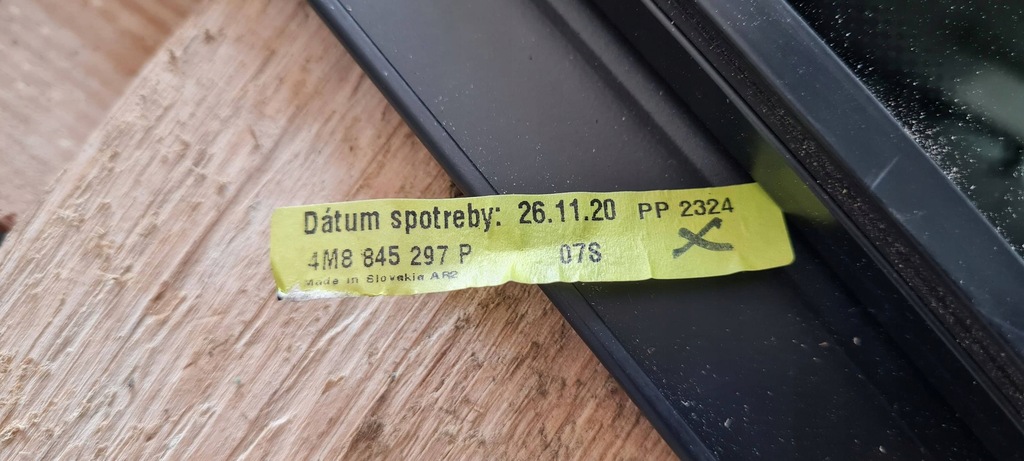 Dátum spotreby: 26.11.20 PP 2324
4M8 845 297 P 07S
Made in Slovakia AR2